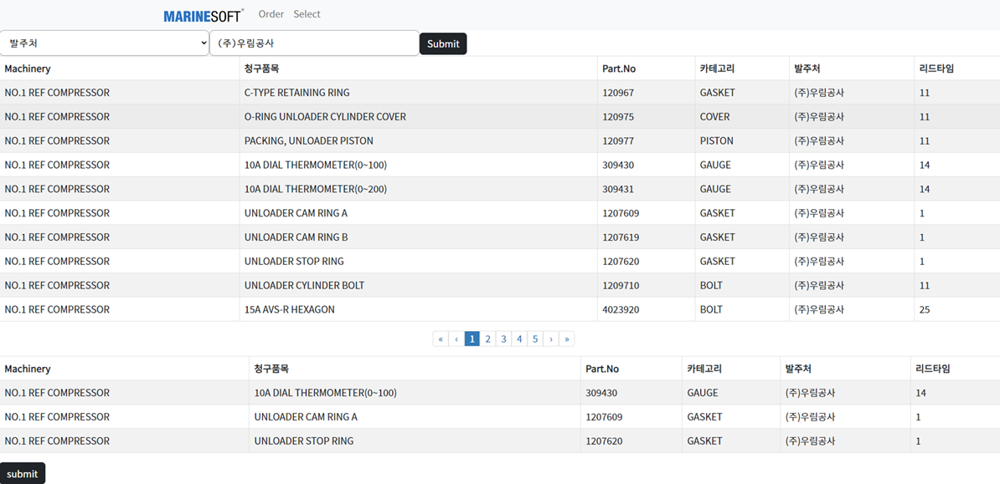 MARINESOFT® Order Select
발주처 (주)우림공사 Submit
Machinery 청구품목 Part.No 카테고리 발주처 리드타임
NO.1 REF COMPRESSOR C-TYPE RETAINING RING 120967 GASKET (주)우림공사 11
NO.1 REF COMPRESSOR O-RING UNLOADER CYLINDER COVER 120975 COVER (주)우림공사 11
NO.1 REF COMPRESSOR PACKING, UNLOADER PISTON 120977 PISTON (주)우림공사 11
NO.1 REF COMPRESSOR 10A DIAL THERMOMETER(0~100) 309430 GAUGE (주)우림공사 14
NO.1 REF COMPRESSOR 10A DIAL THERMOMETER(0~200) 309431 GAUGE (주)우림공사 14
NO.1 REF COMPRESSOR UNLOADER CAM RING A 1207609 GASKET (주)우림공사 1
NO.1 REF COMPRESSOR UNLOADER CAM RING B 1207619 GASKET (주)우림공사 1
NO.1 REF COMPRESSOR UNLOADER STOP RING 1207620 GASKET (주)우림공사 1
NO.1 REF COMPRESSOR UNLOADER CYLINDER BOLT 1209710 BOLT (주)우림공사 11
NO.1 REF COMPRESSOR 15A AVS-R HEXAGON 4023920 BOLT (주)우림공사 25
« ‹ 1 2 3 4 5 › »
Machinery 청구품목 Part.No 카테고리 발주처 리드타임
NO.1 REF COMPRESSOR 10A DIAL THERMOMETER(0~100) 309430 GAUGE (주)우림공사 14
NO.1 REF COMPRESSOR UNLOADER CAM RING A 1207609 GASKET (주)우림공사 1
NO.1 REF COMPRESSOR UNLOADER STOP RING 1207620 GASKET (주)우림공사 1
submit